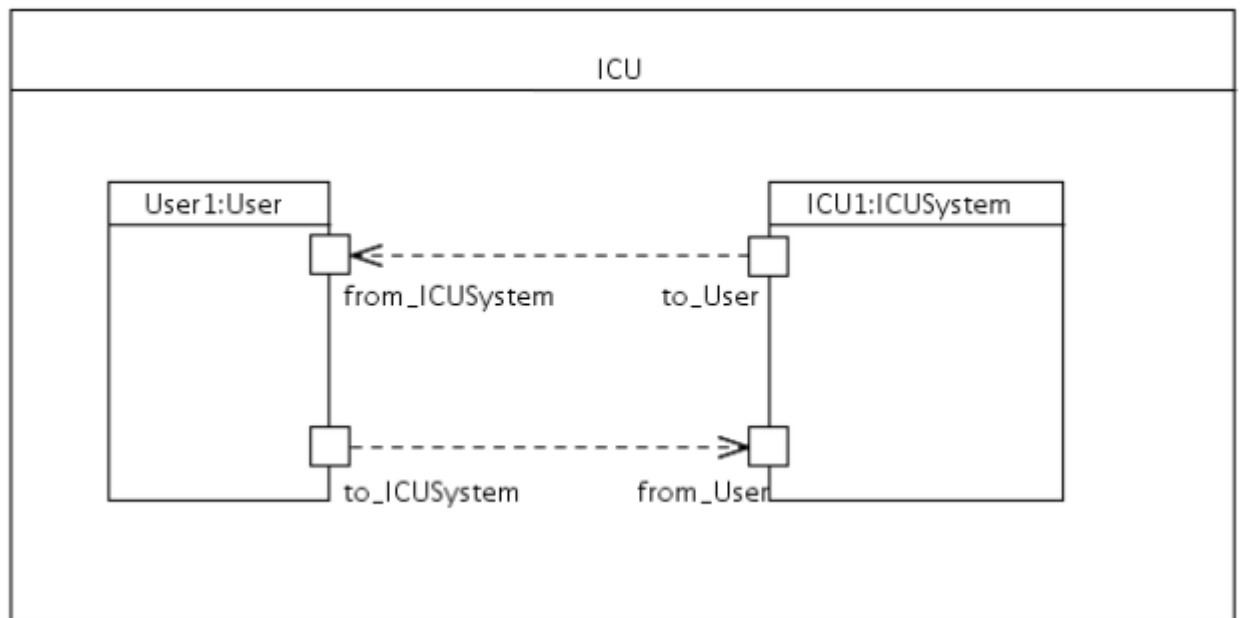 ICU
User1:User
ICU1:ICUSystem
from_ICUSystem
to_User
to_ICUSystem
from_User